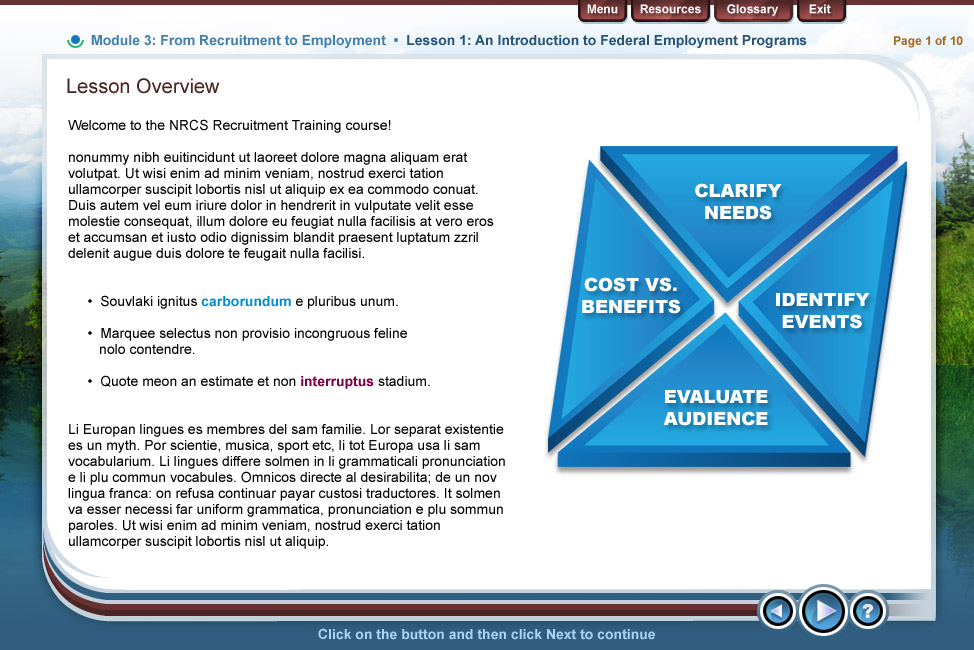 Menu Resources Glossary Exit
Module 3: From Recruitment to Employment • Lesson 1: An Introduction to Federal Employment Programs
Page 1 of 10
Lesson Overview
Welcome to the NRCS Recruitment Training course!
nonummy nibh euitincidunt ut laoreet dolore magna aliquam erat
volutpat. Ut wisi enim ad minim veniam, nostrud exerci tation
ullamcorper suscipit lobortis nisl ut aliquip ex ea commodo conuat.
Duis autem vel eum iriure dolor in hendrerit in vulputate velit esse
molestie consequat, illum dolore eu feugiat nulla facilisis at vero eros
et accumsan et iusto odio dignissim blandit praesent luptatum zzril
delenit augue duis dolore te feugait nulla facilisi.
• Souvlaki ignitus carborundum e pluribus unum.
• Marquee selectus non provisio incongruous feline
nolo contendre.
• Quote meon an estimate et non interruptus stadium.
Li Europan lingues es membres del sam familie. Lor separat existentie
es un myth. Por scientie, musica, sport etc, li tot Europa usa li sam
vocabularium. Li lingues differe solmen in li grammaticali pronunciation
e li plu commun vocabules. Omnicos directe al desirabilita; de un nov
lingua franca: on refusa continuar payar custosi traductores. It solmen
va esser necessi far uniform grammatica, pronunciation e plu sommun
paroles. Ut wisi enim ad minim veniam, nostrud exerci tation
ullamcorper suscipit lobortis nisl ut aliquip.
CLARIFY
NEEDS
COST VS.
BENEFITS
IDENTIFY
EVENTS
EVALUATE
AUDIENCE
?
Click on the button and then click Next to continue